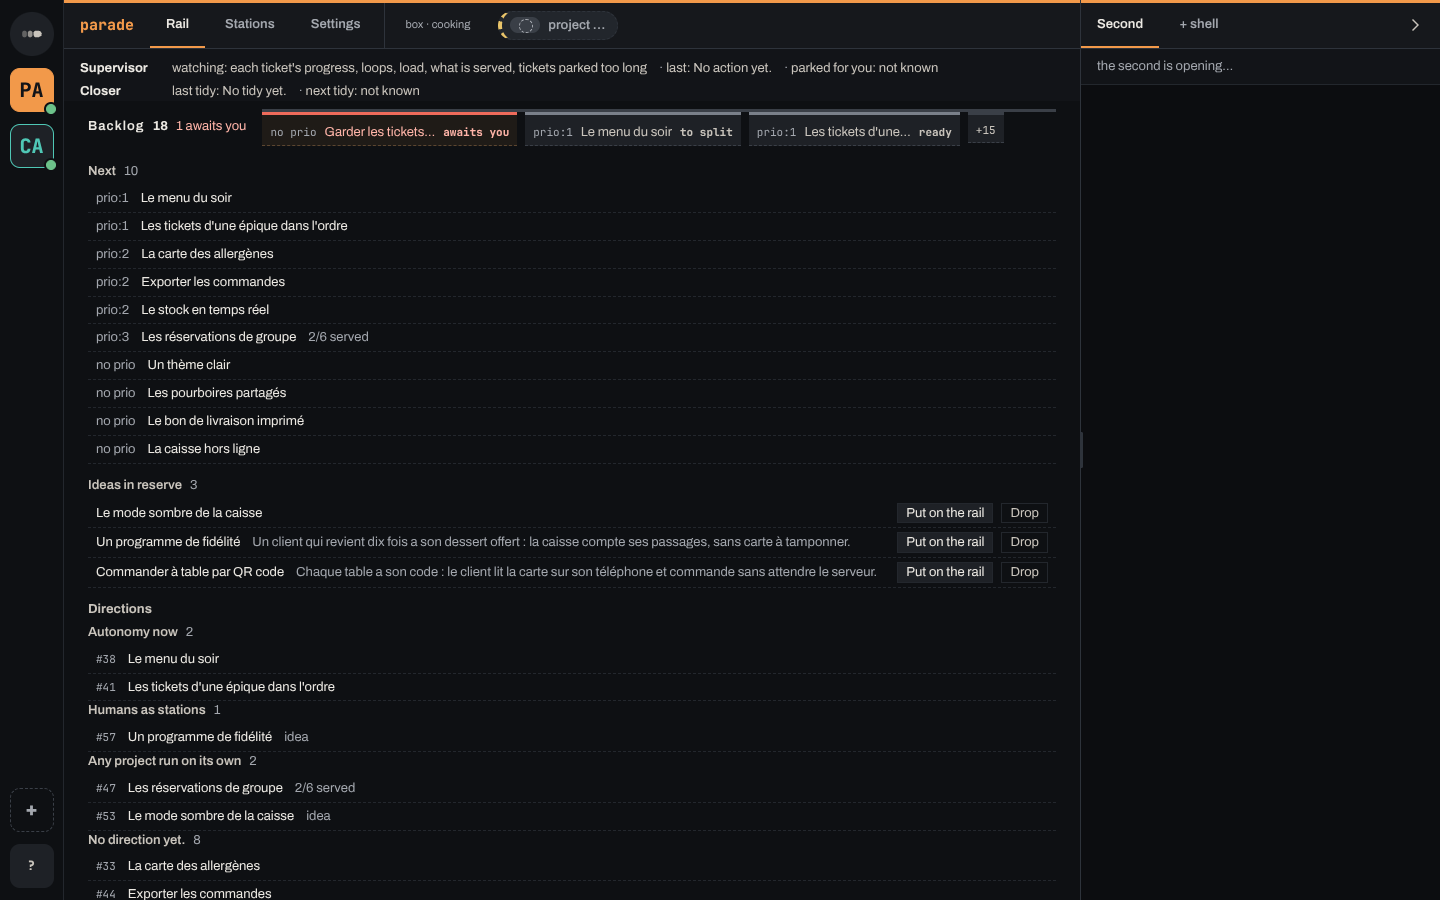 parade Rail Stations Settings box · cooking project ... Second + shell
PA
CA
+
?
Supervisor watching: each ticket's progress, loops, load, what is served, tickets parked too long · last: No action yet. · parked for you: not known
the second is opening...
Closer last tidy: No tidy yet. · next tidy: not known
Backlog 18 1 awaits you no prio Garder les tickets... awaits you prio:1 Le menu du soir to split prio:1 Les tickets d'une... ready +15
Next 10
prio:1 Le menu du soir
prio:1 Les tickets d'une épique dans l'ordre
prio:2 La carte des allergènes
prio:2 Exporter les commandes
prio:2 Le stock en temps réel
prio:3 Les réservations de groupe 2/6 served
no prio Un thème clair
no prio Les pourboires partagés
no prio Le bon de livraison imprimé
no prio La caisse hors ligne
Ideas in reserve 3
Le mode sombre de la caisse Put on the rail Drop
Un programme de fidélité Un client qui revient dix fois a son dessert offert : la caisse compte ses passages, sans carte à tamponner. Put on the rail Drop
Commander à table par QR code Chaque table a son code : le client lit la carte sur son téléphone et commande sans attendre le serveur. Put on the rail Drop
Directions
Autonomy now 2
#38 Le menu du soir
#41 Les tickets d'une épique dans l'ordre
Humans as stations 1
#57 Un programme de fidélité idea
Any project run on its own 2
#47 Les réservations de groupe 2/6 served
#53 Le mode sombre de la caisse idea
No direction yet. 8
#33 La carte des allergènes
#44 Exporter les commandes